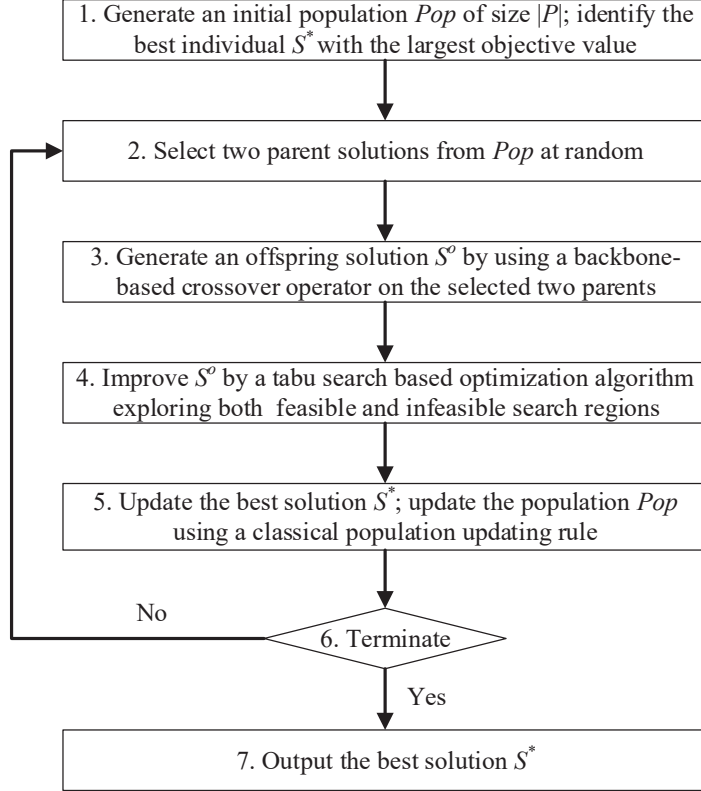 1. Generate an initial population Pop of size |P|; identify the
best individual S* with the largest objective value
2. Select two parent solutions from Pop at random
3. Generate an offspring solution Sᵒ by using a backbone-
based crossover operator on the selected two parents
4. Improve Sᵒ by a tabu search based optimization algorithm
exploring both feasible and infeasible search regions
5. Update the best solution S*; update the population Pop
using a classical population updating rule
No
6. Terminate
Yes
7. Output the best solution S*